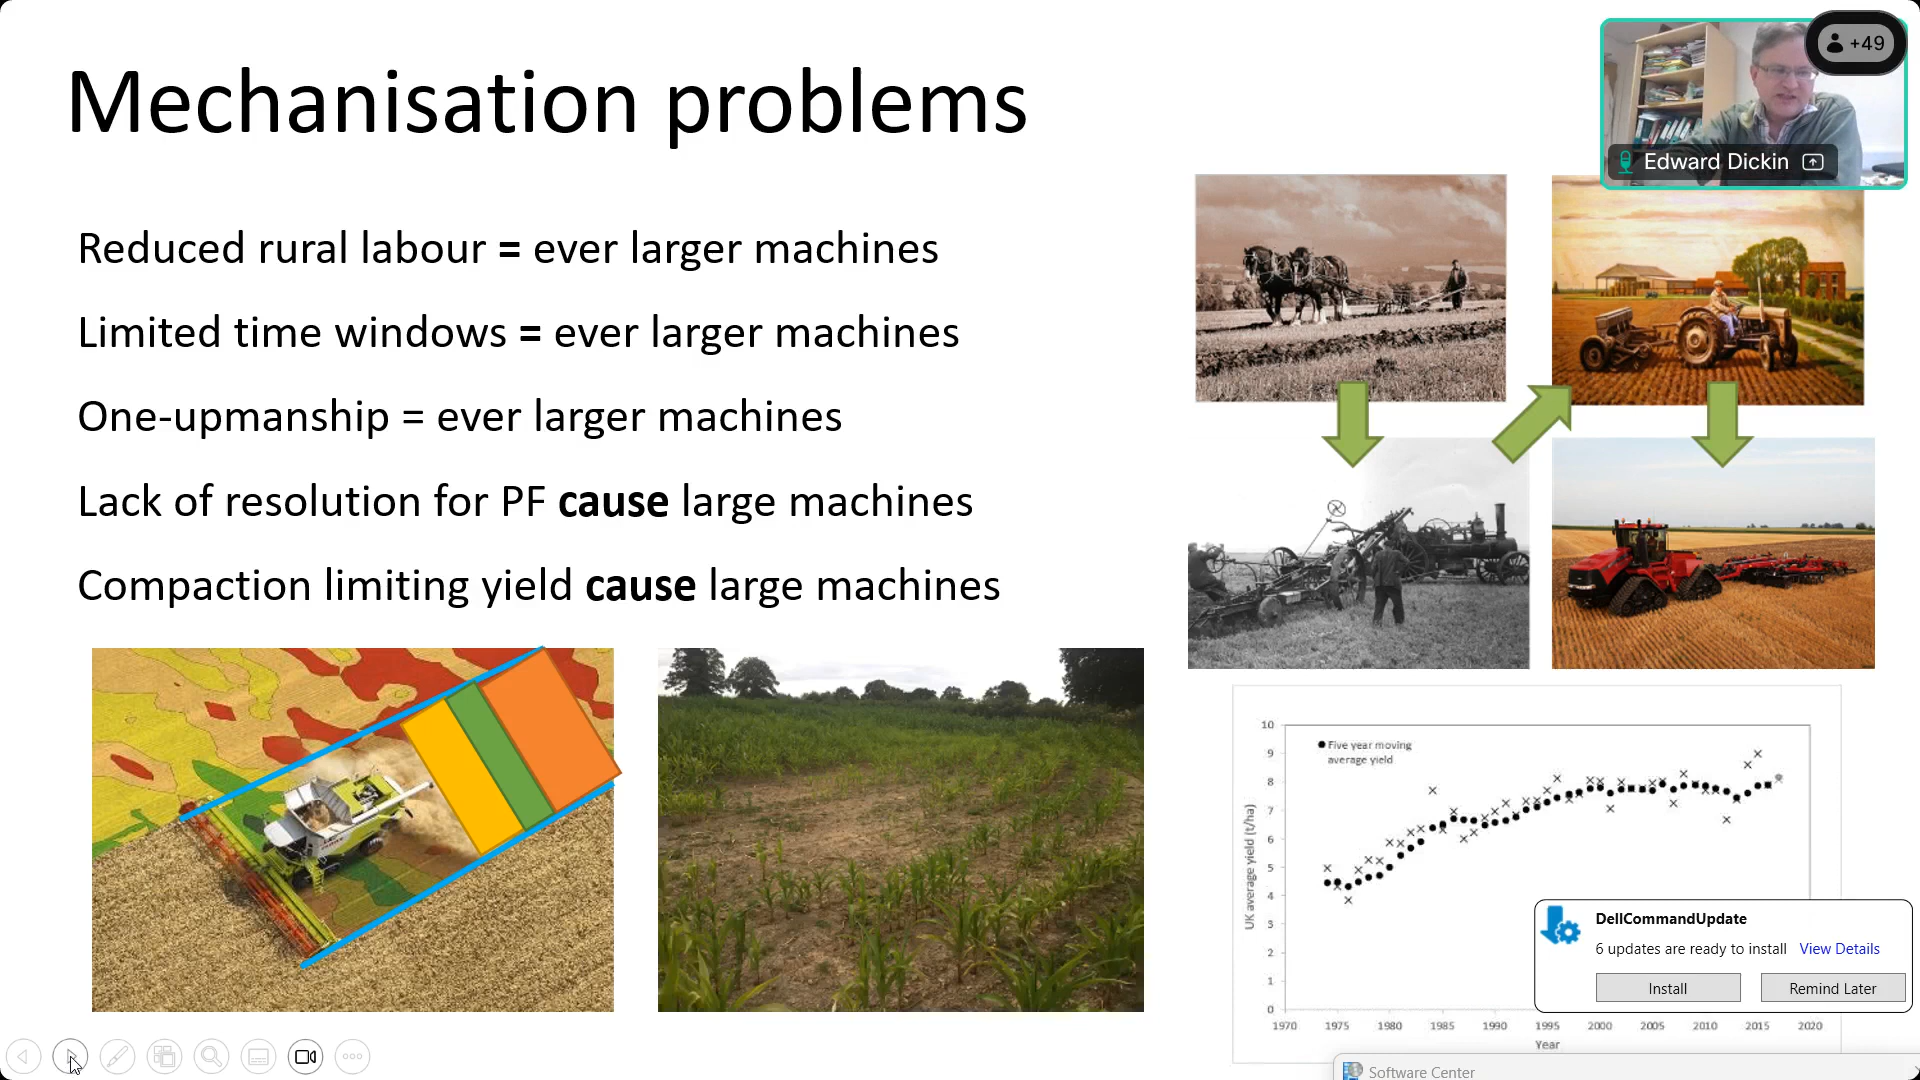 Mechanisation problems
+49
Edward Dickin
Reduced rural labour = ever larger machines
Limited time windows = ever larger machines
One-upmanship = ever larger machines
Lack of resolution for PF cause large machines
Compaction limiting yield cause large machines
10
9
8
7
6
5
4
3
2
1
0
Five year moving
average yield
UK average yield (t/ha)
1970 1975 1980 1985 1990 1995 2000 2005 2010 2015 2020
Year
DellCommandUpdate
6 updates are ready to install View Details
Install Remind Later
Software Center